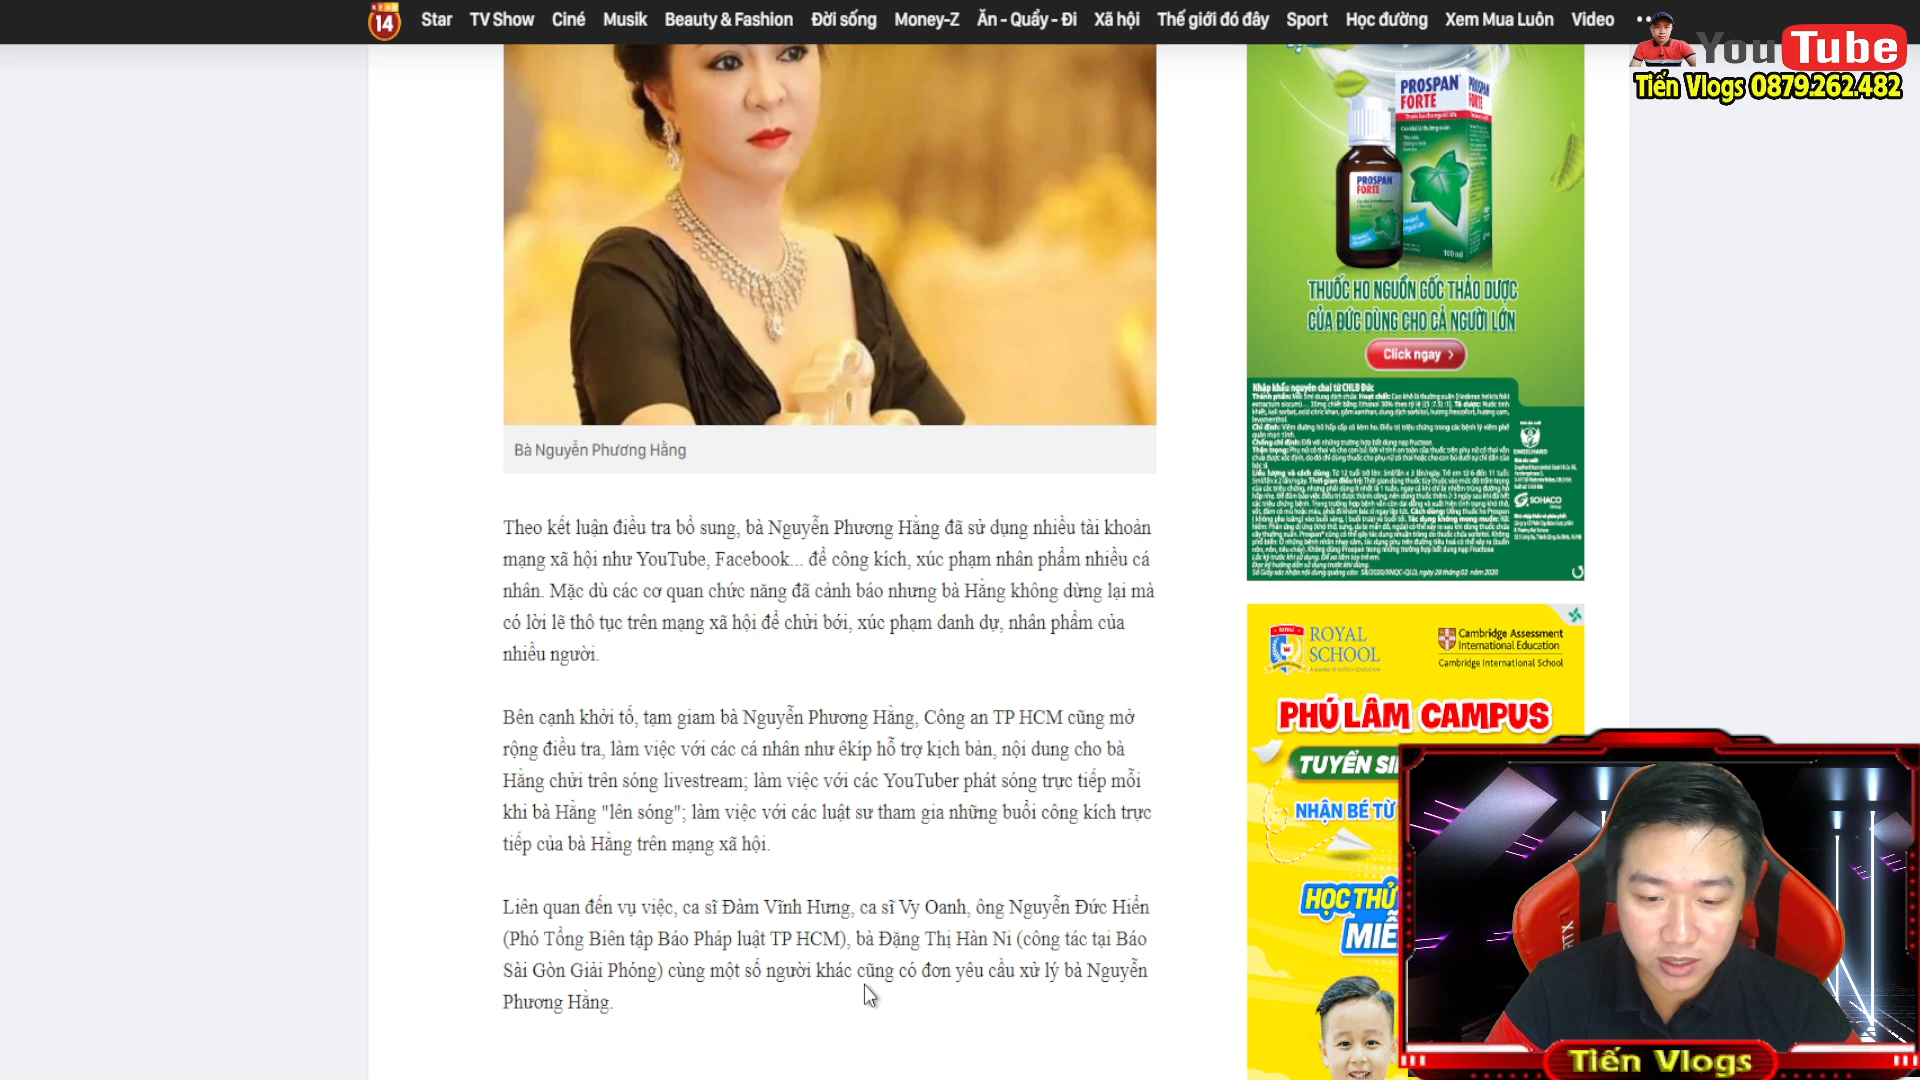 KENH 14 Star TV Show Ciné Musik Beauty & Fashion Đời sống Money-Z Ăn - Quẩy - Đi Xã hội Thế giới đó đây Sport Học đường Xem Mua Luôn Video
YouTube
Tiến Vlogs 0879.262.482
Bà Nguyễn Phương Hằng
Theo kết luận điều tra bổ sung, bà Nguyễn Phương Hằng đã sử dụng nhiều tài khoản
mạng xã hội như YouTube, Facebook... để công kích, xúc phạm nhân phẩm nhiều cá
nhân. Mặc dù các cơ quan chức năng đã cảnh báo nhưng bà Hằng không dừng lại mà
có lời lẽ thô tục trên mạng xã hội để chửi bới, xúc phạm danh dự, nhân phẩm của
nhiều người.
Bên cạnh khởi tố, tạm giam bà Nguyễn Phương Hằng, Công an TP HCM cũng mở
rộng điều tra, làm việc với các cá nhân như êkíp hỗ trợ kịch bản, nội dung cho bà
Hằng chửi trên sóng livestream; làm việc với các YouTuber phát sóng trực tiếp mỗi
khi bà Hằng "lên sóng"; làm việc với các luật sư tham gia những buổi công kích trực
tiếp của bà Hằng trên mạng xã hội.
Liên quan đến vụ việc, ca sĩ Đàm Vĩnh Hưng, ca sĩ Vy Oanh, ông Nguyễn Đức Hiển
(Phó Tổng Biên tập Báo Pháp luật TP HCM), bà Đặng Thị Hàn Ni (công tác tại Báo
Sài Gòn Giải Phóng) cùng một số người khác cũng có đơn yêu cầu xử lý bà Nguyễn
Phương Hằng.
PROSPAN
FORTE
PROSPAN
FORTE
100 ml
THUỐC HO NGUỒN GỐC THẢO DƯỢC
CỦA ĐỨC DÙNG CHO CẢ NGƯỜI LỚN
Click ngay
Nhập khẩu nguyên chai từ CHLB Đức
ENGELHARD
SOHACO
ROYAL
SCHOOL
Cambridge Assessment
International Education
Cambridge International School
PHÚ LÂM CAMPUS
TUYỂN
NHẬN BÉ TỪ
HỌC THỬ
Tiến Vlogs